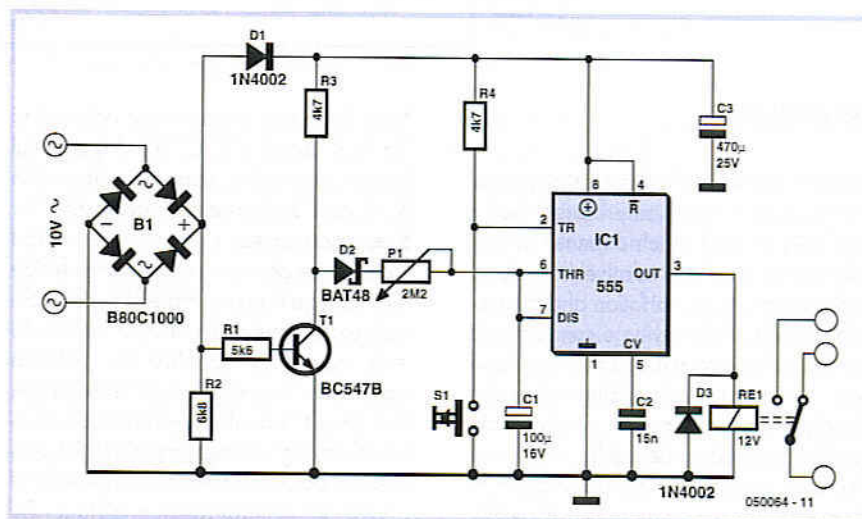 D1
1N4002
R3
4k7
R4
4k7
C3
470µ
25V
10V ~
B1
B80C1000
D2
BAT48
P1
2M2
R1
5k6
T1
BC547B
R2
6k8
S1
C1
100µ
16V
8
4
R
2
TR
IC1
6
THR
OUT
3
555
7
DIS
1
CV
5
C2
15n
D3
1N4002
RE1
12V
050064 - 11